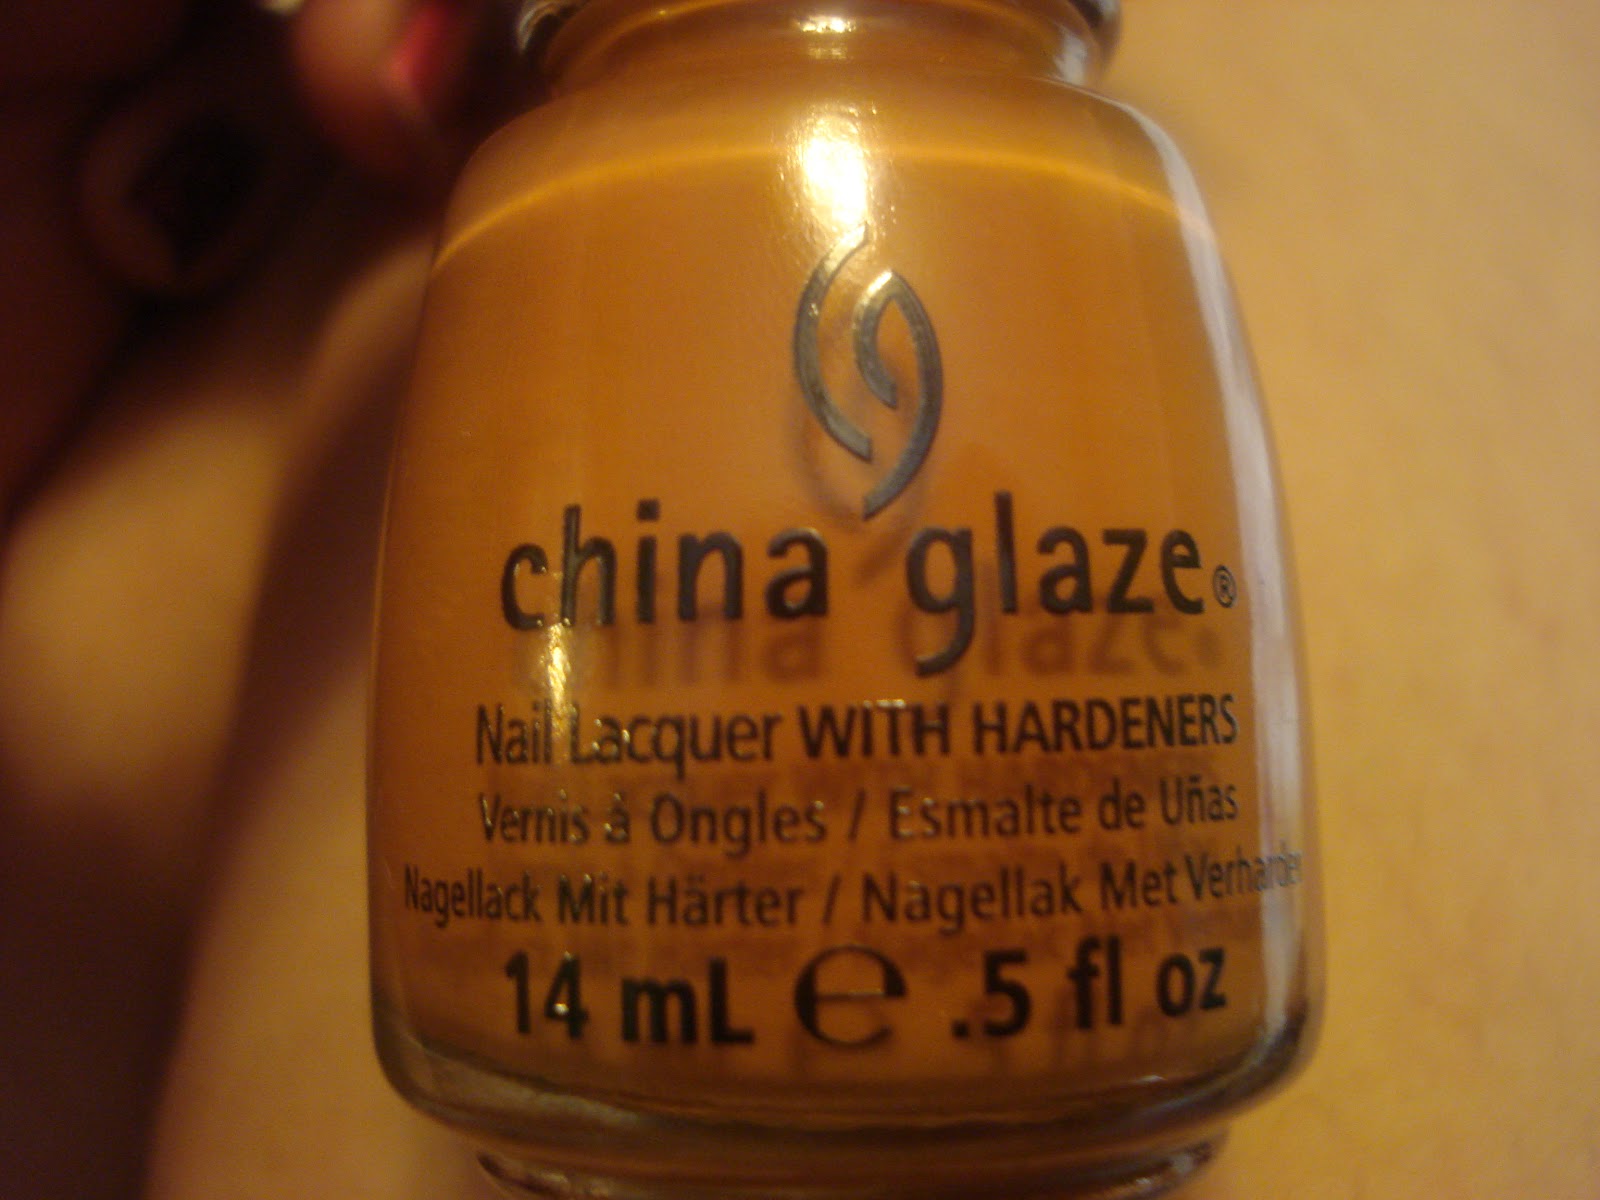 china glaze®
Nail Lacquer WITH HARDENERS
Vernis à Ongles / Esmalte de Uñas
Nagellack Mit Härter / Nagellak Met Verharder
14 mL ℮ .5 fl oz